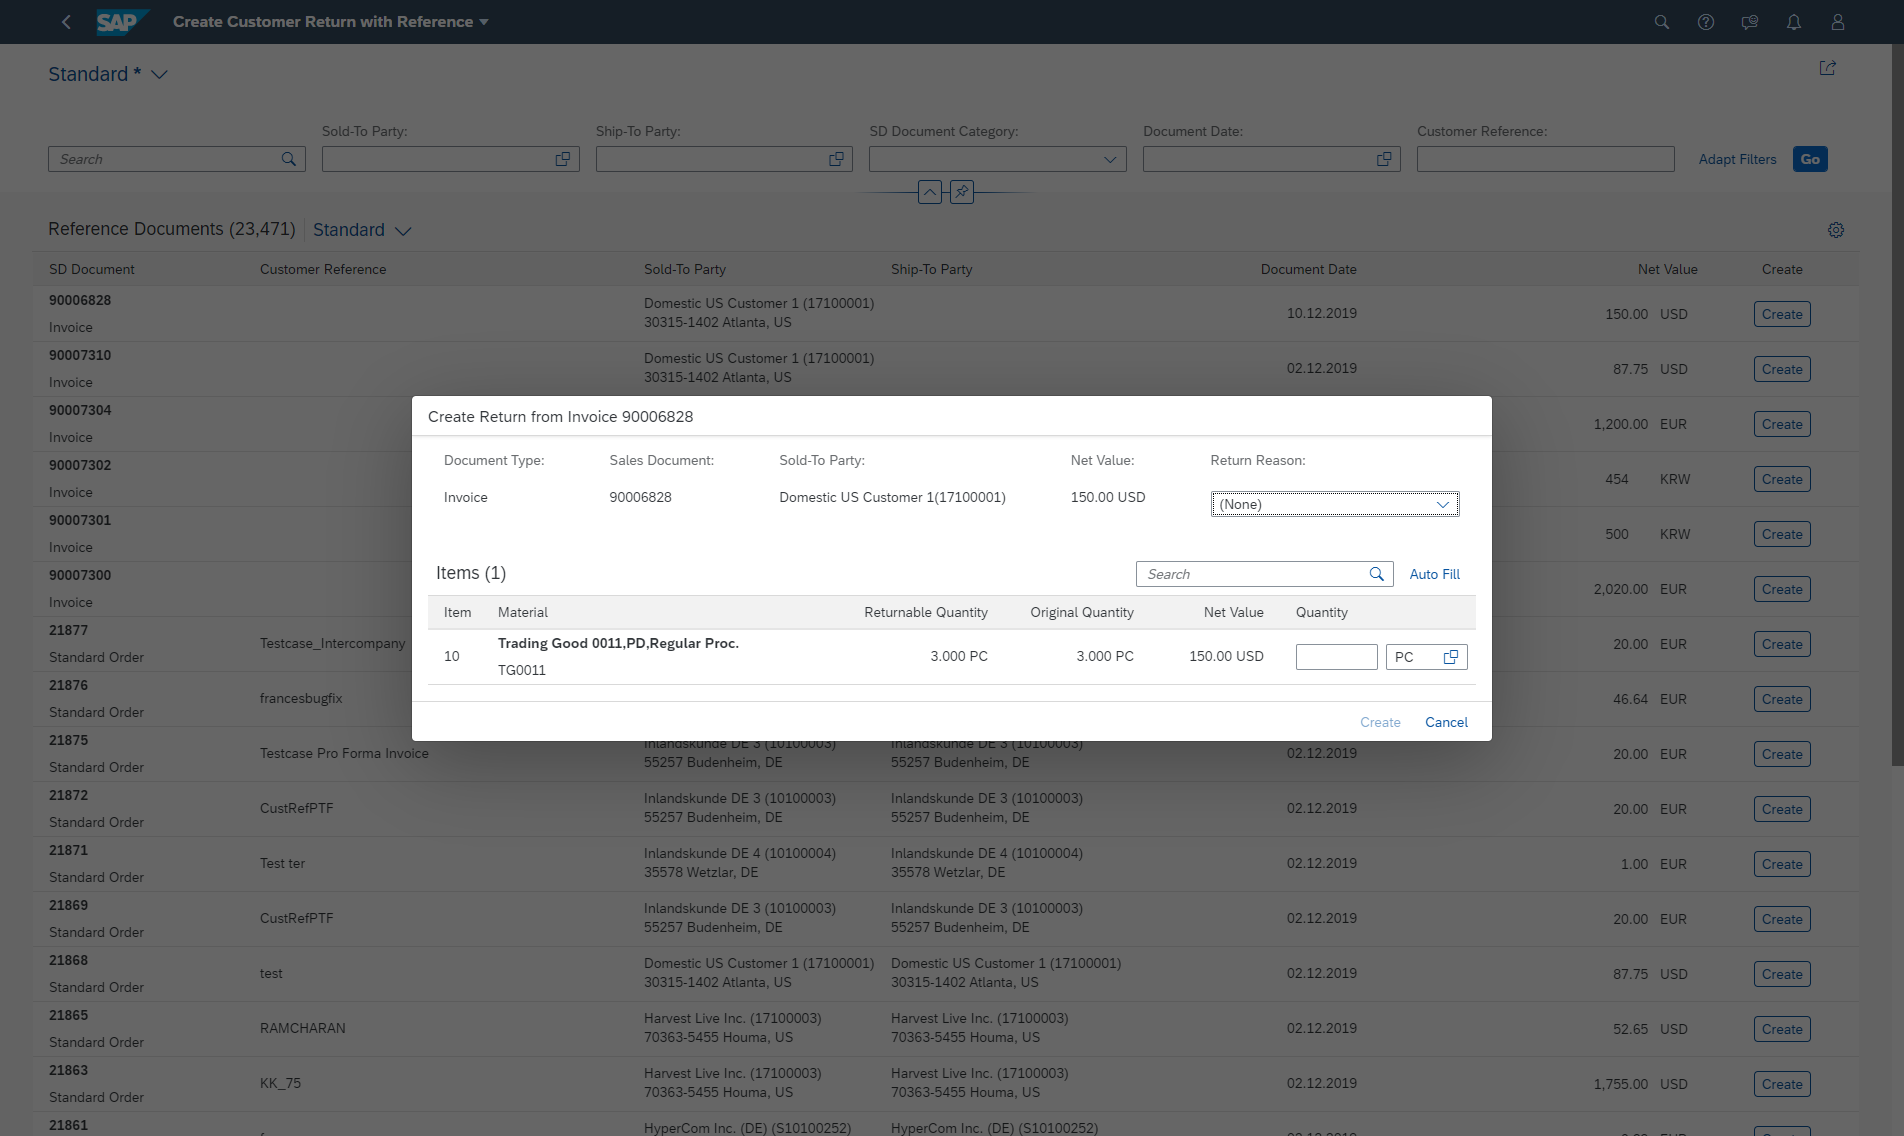 SAP Create Customer Return with Reference
Standard *
Sold-To Party: Ship-To Party: SD Document Category: Document Date: Customer Reference:
Search Adapt Filters Go
Reference Documents (23,471) Standard
SD Document Customer Reference Sold-To Party Ship-To Party Document Date Net Value Create
90006828
Invoice
Domestic US Customer 1 (17100001)
30315-1402 Atlanta, US
10.12.2019 150.00 USD Create
90007310
Invoice
Domestic US Customer 1 (17100001)
30315-1402 Atlanta, US
02.12.2019 87.75 USD Create
90007304
Invoice
1,200.00 EUR Create
90007302
Invoice
454 KRW Create
90007301
Invoice
500 KRW Create
90007300
Invoice
2,020.00 EUR Create
21877
Standard Order
Testcase_Intercompany
20.00 EUR Create
21876
Standard Order
francesbugfix
46.64 EUR Create
Create Return from Invoice 90006828
Document Type: Sales Document: Sold-To Party: Net Value: Return Reason:
Invoice 90006828 Domestic US Customer 1(17100001) 150.00 USD (None)
Items (1) Search Auto Fill
Item Material Returnable Quantity Original Quantity Net Value Quantity
10
Trading Good 0011,PD,Regular Proc.
TG0011
3.000 PC 3.000 PC 150.00 USD PC
Create Cancel
21875
Standard Order
Testcase Pro Forma Invoice
Inlandskunde DE 3 (10100003)
55257 Budenheim, DE
Inlandskunde DE 3 (10100003)
55257 Budenheim, DE
02.12.2019 20.00 EUR Create
21872
Standard Order
CustRefPTF
Inlandskunde DE 3 (10100003)
55257 Budenheim, DE
Inlandskunde DE 3 (10100003)
55257 Budenheim, DE
02.12.2019 20.00 EUR Create
21871
Standard Order
Test ter
Inlandskunde DE 4 (10100004)
35578 Wetzlar, DE
Inlandskunde DE 4 (10100004)
35578 Wetzlar, DE
02.12.2019 1.00 EUR Create
21869
Standard Order
CustRefPTF
Inlandskunde DE 3 (10100003)
55257 Budenheim, DE
Inlandskunde DE 3 (10100003)
55257 Budenheim, DE
02.12.2019 20.00 EUR Create
21868
Standard Order
test
Domestic US Customer 1 (17100001)
30315-1402 Atlanta, US
Domestic US Customer 1 (17100001)
30315-1402 Atlanta, US
02.12.2019 87.75 USD Create
21865
Standard Order
RAMCHARAN
Harvest Live Inc. (17100003)
70363-5455 Houma, US
Harvest Live Inc. (17100003)
70363-5455 Houma, US
02.12.2019 52.65 USD Create
21863
Standard Order
KK_75
Harvest Live Inc. (17100003)
70363-5455 Houma, US
Harvest Live Inc. (17100003)
70363-5455 Houma, US
02.12.2019 1,755.00 USD Create
21861
HyperCom Inc. (DE) (S10100252)
HyperCom Inc. (DE) (S10100252)